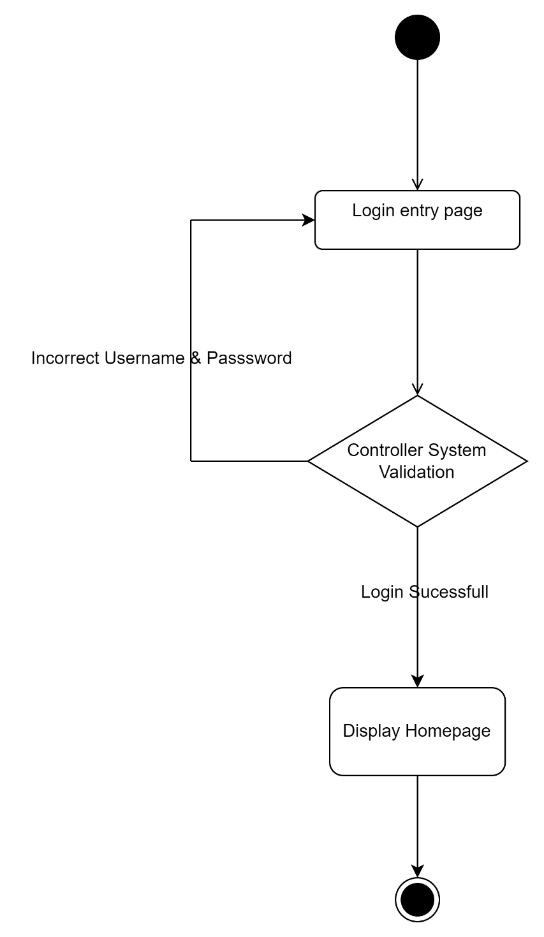 Login entry page
Incorrect Username & Passsword
Controller System
Validation
Login Sucessfull
Display Homepage